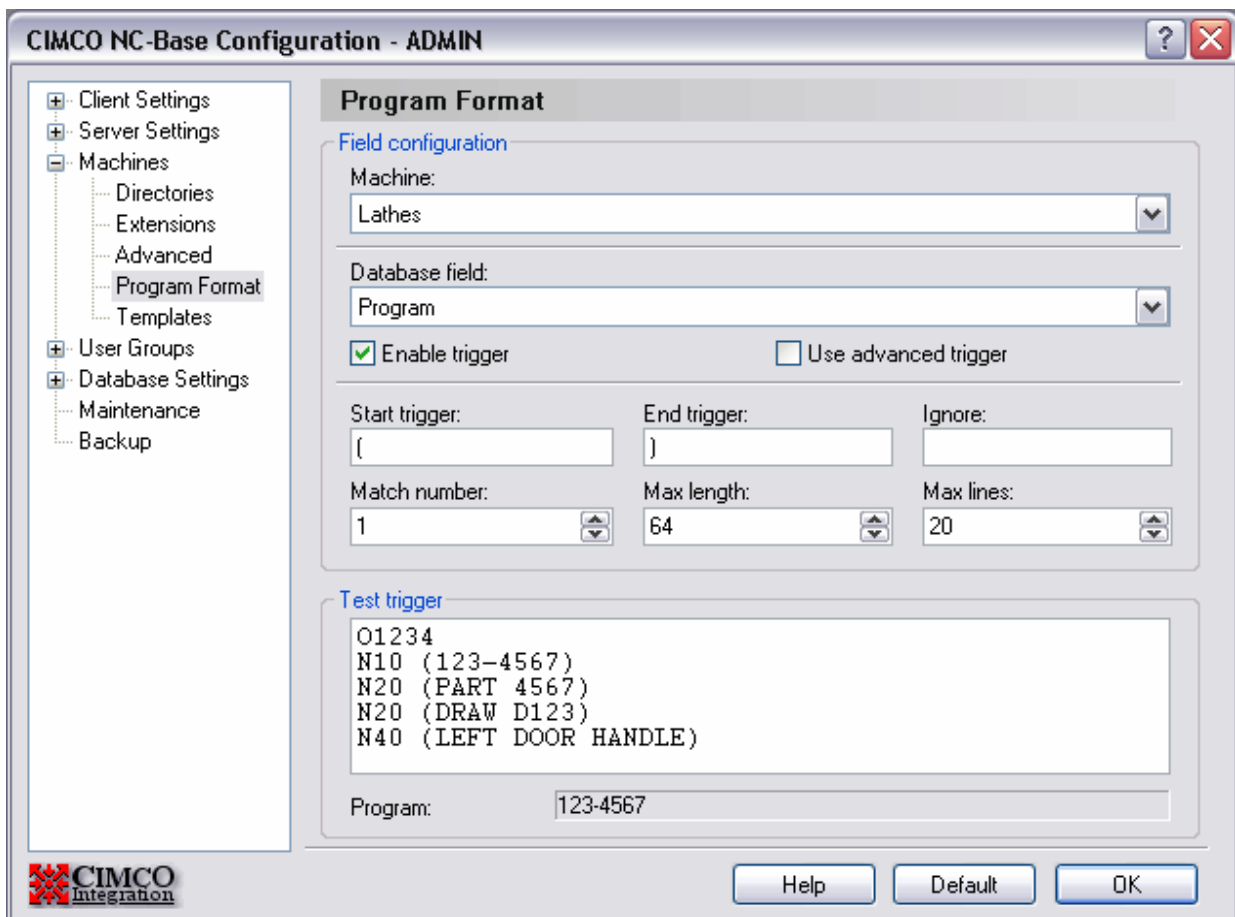 CIMCO NC-Base Configuration - ADMIN
?
Client Settings
Server Settings
Machines
Directories
Extensions
Advanced
Program Format
Templates
User Groups
Database Settings
Maintenance
Backup
Program Format
Field configuration
Machine:
Lathes
Database field:
Program
Enable trigger
Use advanced trigger
Start trigger:
End trigger:
Ignore:
(
)
Match number:
Max length:
Max lines:
1
64
20
Test trigger
O1234
N10 (123-4567)
N20 (PART 4567)
N20 (DRAW D123)
N40 (LEFT DOOR HANDLE)
Program:
123-4567
CIMCO
Integration
Help
Default
OK